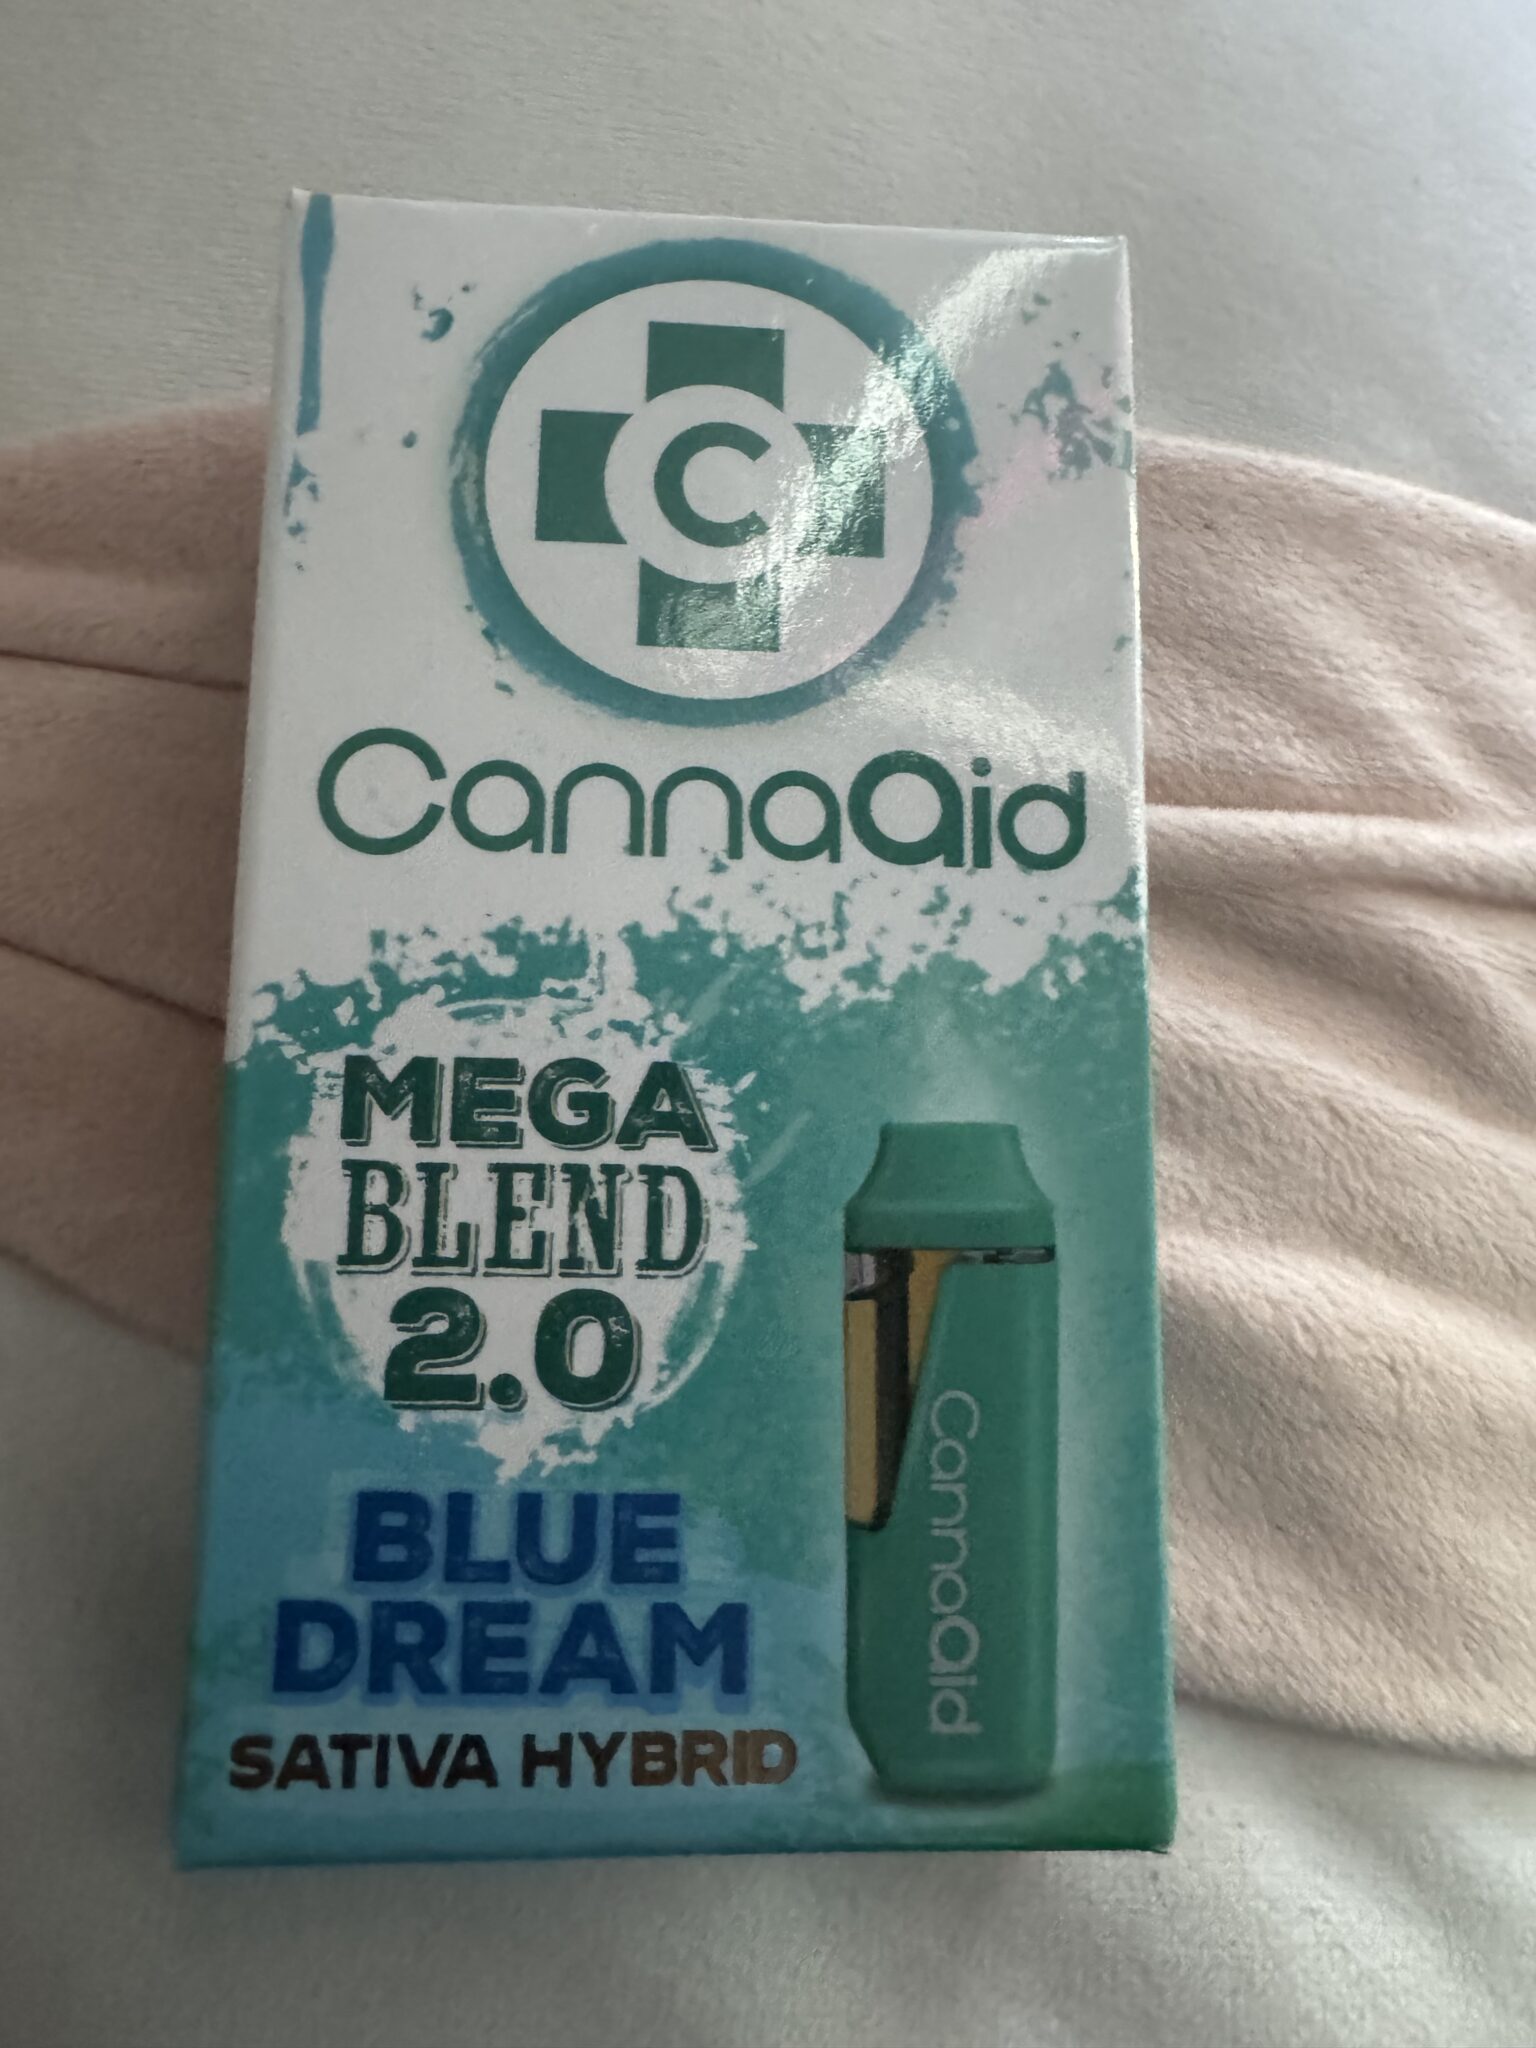 C
CannaAid
MEGA
BLEND
2.0
BLUE
DREAM
SATIVA HYBRID
CannaAid